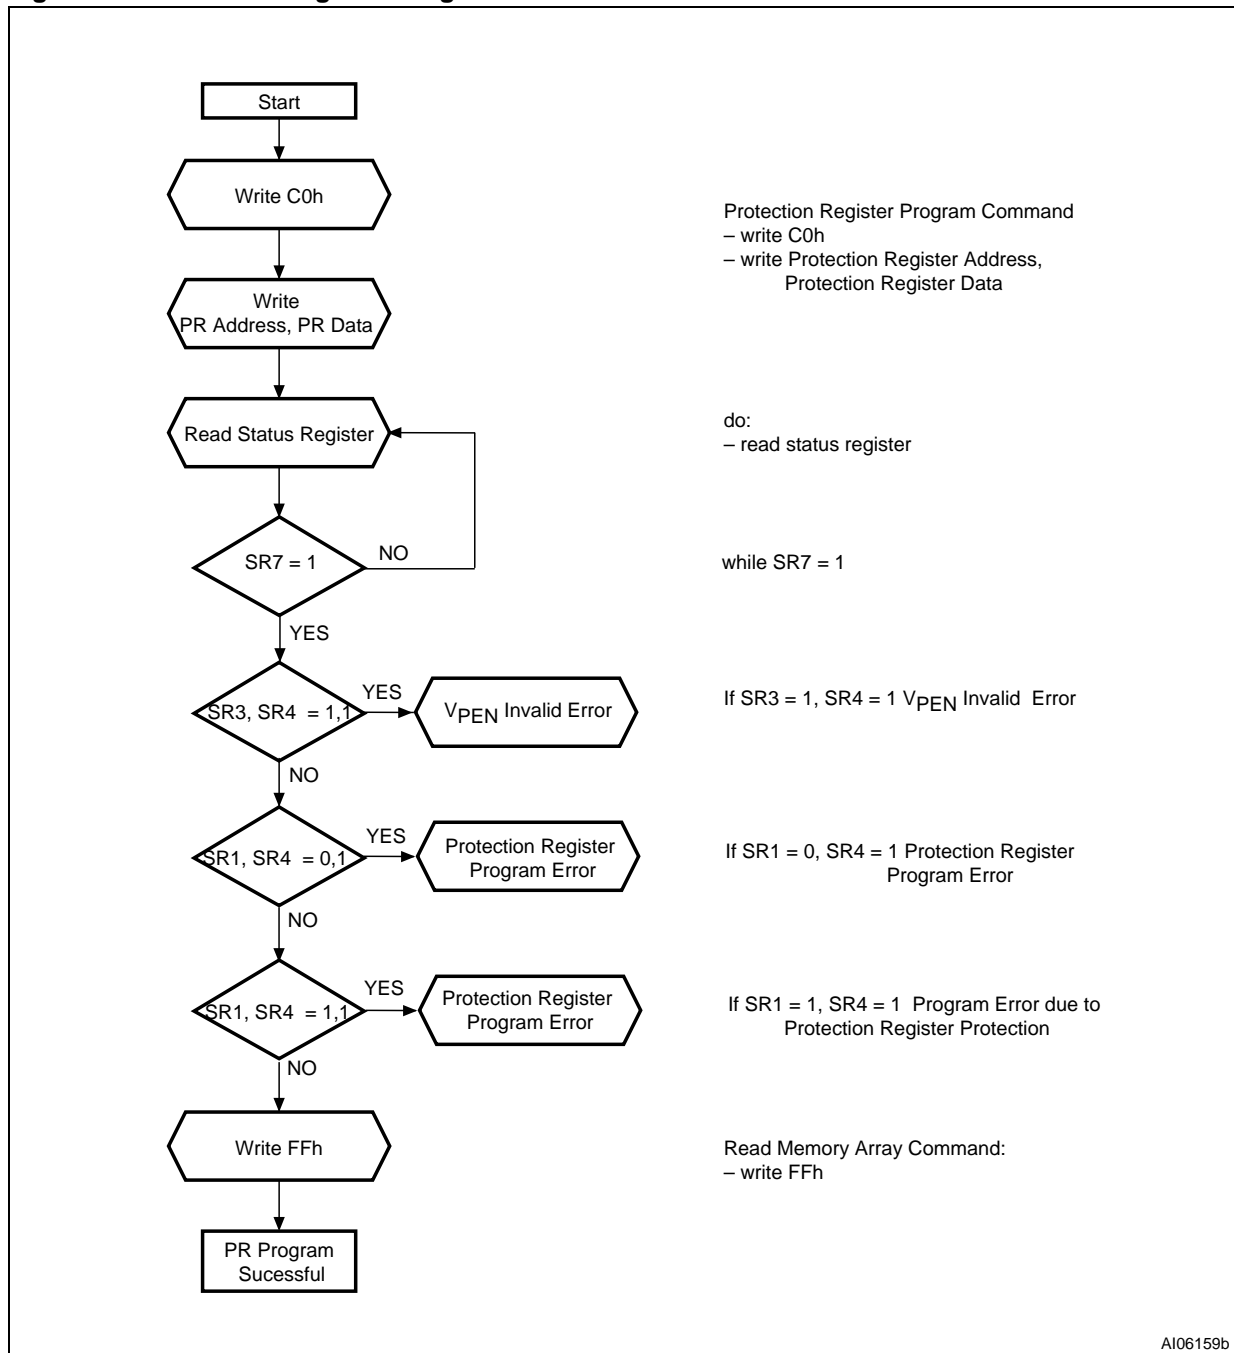 Start
Write C0h
Protection Register Program Command
– write C0h
– write Protection Register Address,
Protection Register Data
Write
PR Address, PR Data
Read Status Register
do:
– read status register
SR7 = 1
NO
while SR7 = 1
YES
SR3, SR4 = 1,1
YES
VPEN Invalid Error
If SR3 = 1, SR4 = 1 VPEN Invalid Error
NO
SR1, SR4 = 0,1
YES
Protection Register
Program Error
If SR1 = 0, SR4 = 1 Protection Register
Program Error
NO
SR1, SR4 = 1,1
YES
Protection Register
Program Error
If SR1 = 1, SR4 = 1 Program Error due to
Protection Register Protection
NO
Write FFh
Read Memory Array Command:
– write FFh
PR Program
Sucessful
AI06159b